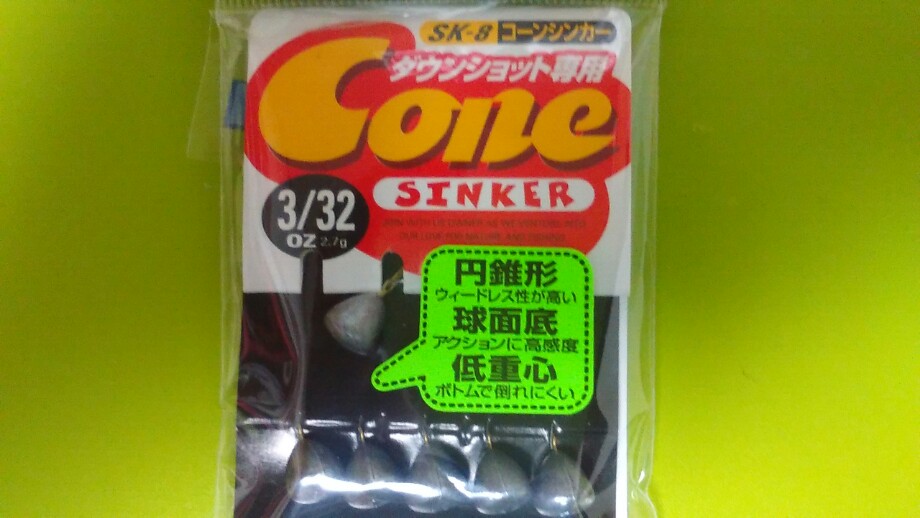 SK-8 コーンシンカー
ダウンショット専用
Cone
SINKER
3/32
OZ 2.7g
円錐形
ウィードレス性が高い
球面底
アクションに高感度
低重心
ボトムで倒れにくい